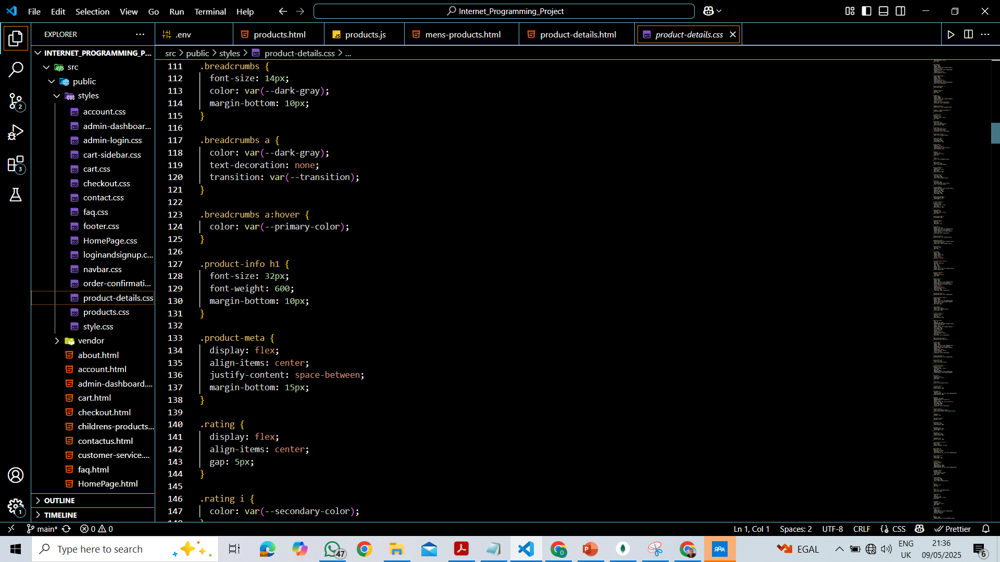 File Edit Selection View Go Run Terminal Help
Internet_Programming_Project
EXPLORER
.env
products.html
products.js
mens-products.html
product-details.html
product-details.css
INTERNET_PROGRAMMING_P...
src
public
styles
account.css
admin-dashboar...
admin-login.css
cart-sidebar.css
cart.css
checkout.css
contact.css
faq.css
footer.css
HomePage.css
loginandsignup.c...
navbar.css
order-confirmati...
product-details.css
products.css
style.css
vendor
about.html
account.html
admin-dashboard....
cart.html
checkout.html
childrens-products...
contactus.html
customer-service....
faq.html
HomePage.html
OUTLINE
TIMELINE
2
3
1
src > public > styles > product-details.css > ...
111 .breadcrumbs {
112 font-size: 14px;
113 color: var(--dark-gray);
114 margin-bottom: 10px;
115 }
116
117 .breadcrumbs a {
118 color: var(--dark-gray);
119 text-decoration: none;
120 transition: var(--transition);
121 }
122
123 .breadcrumbs a:hover {
124 color: var(--primary-color);
125 }
126
127 .product-info h1 {
128 font-size: 32px;
129 font-weight: 600;
130 margin-bottom: 10px;
131 }
132
133 .product-meta {
134 display: flex;
135 align-items: center;
136 justify-content: space-between;
137 margin-bottom: 15px;
138 }
139
140 .rating {
141 display: flex;
142 align-items: center;
143 gap: 5px;
144 }
145
146 .rating i {
147 color: var(--secondary-color);
main* 0 0
Ln 1, Col 1 Spaces: 2 UTF-8 CRLF {} CSS Prettier
Type here to search
47
EGAL
ENG
UK
21:36
09/05/2025
6